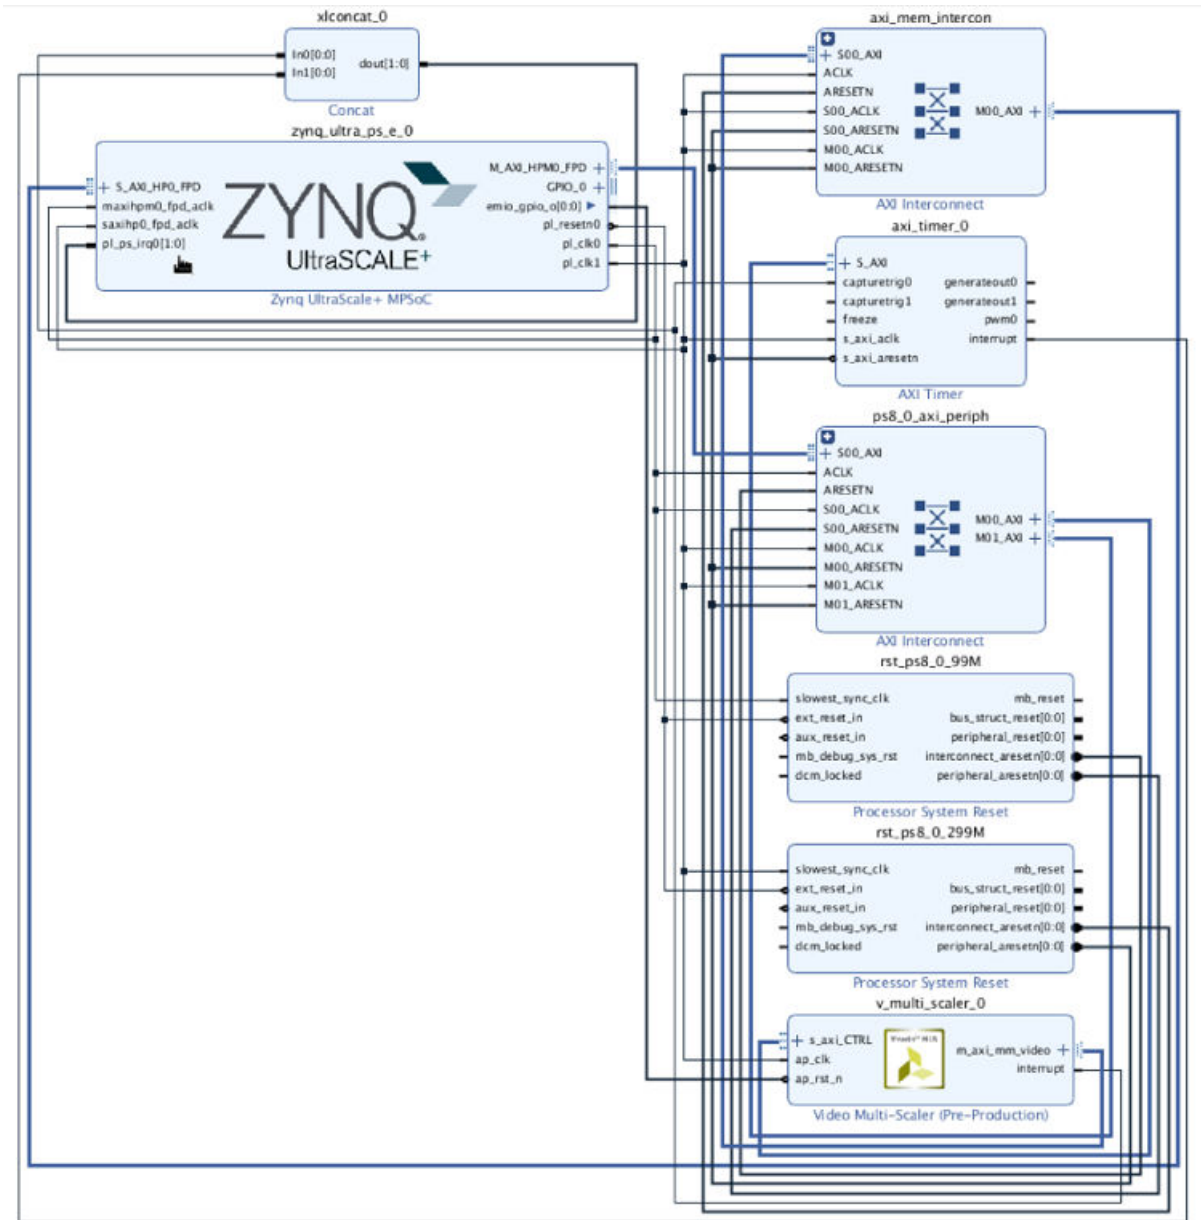 xlconcat_0
In0[0:0]
In1[0:0]
dout[1:0]
Concat
zynq_ultra_ps_e_0
S_AXI_HP0_FPD
maxihpm0_fpd_aclk
saxihp0_fpd_aclk
pl_ps_irq0[1:0]
ZYNQ
UltraSCALE+
M_AXI_HPM0_FPD
GPIO_0
emio_gpio_o[0:0]
pl_resetn0
pl_clk0
pl_clk1
Zynq UltraScale+ MPSoC
axi_mem_intercon
S00_AXI
ACLK
ARESETN
S00_ACLK
S00_ARESETN
M00_ACLK
M00_ARESETN
M00_AXI
AXI Interconnect
axi_timer_0
S_AXI
capturetrig0
capturetrig1
freeze
s_axi_aclk
s_axi_aresetn
generateout0
generateout1
pwm0
interrupt
AXI Timer
ps8_0_axi_periph
S00_AXI
ACLK
ARESETN
S00_ACLK
S00_ARESETN
M00_ACLK
M00_ARESETN
M01_ACLK
M01_ARESETN
M00_AXI
M01_AXI
AXI Interconnect
rst_ps8_0_99M
slowest_sync_clk
ext_reset_in
aux_reset_in
mb_debug_sys_rst
dcm_locked
mb_reset
bus_struct_reset[0:0]
peripheral_reset[0:0]
interconnect_aresetn[0:0]
peripheral_aresetn[0:0]
Processor System Reset
rst_ps8_0_299M
slowest_sync_clk
ext_reset_in
aux_reset_in
mb_debug_sys_rst
dcm_locked
mb_reset
bus_struct_reset[0:0]
peripheral_reset[0:0]
interconnect_aresetn[0:0]
peripheral_aresetn[0:0]
Processor System Reset
v_multi_scaler_0
s_axi_CTRL
ap_clk
ap_rst_n
m_axi_mm_video
interrupt
Video Multi-Scaler (Pre-Production)